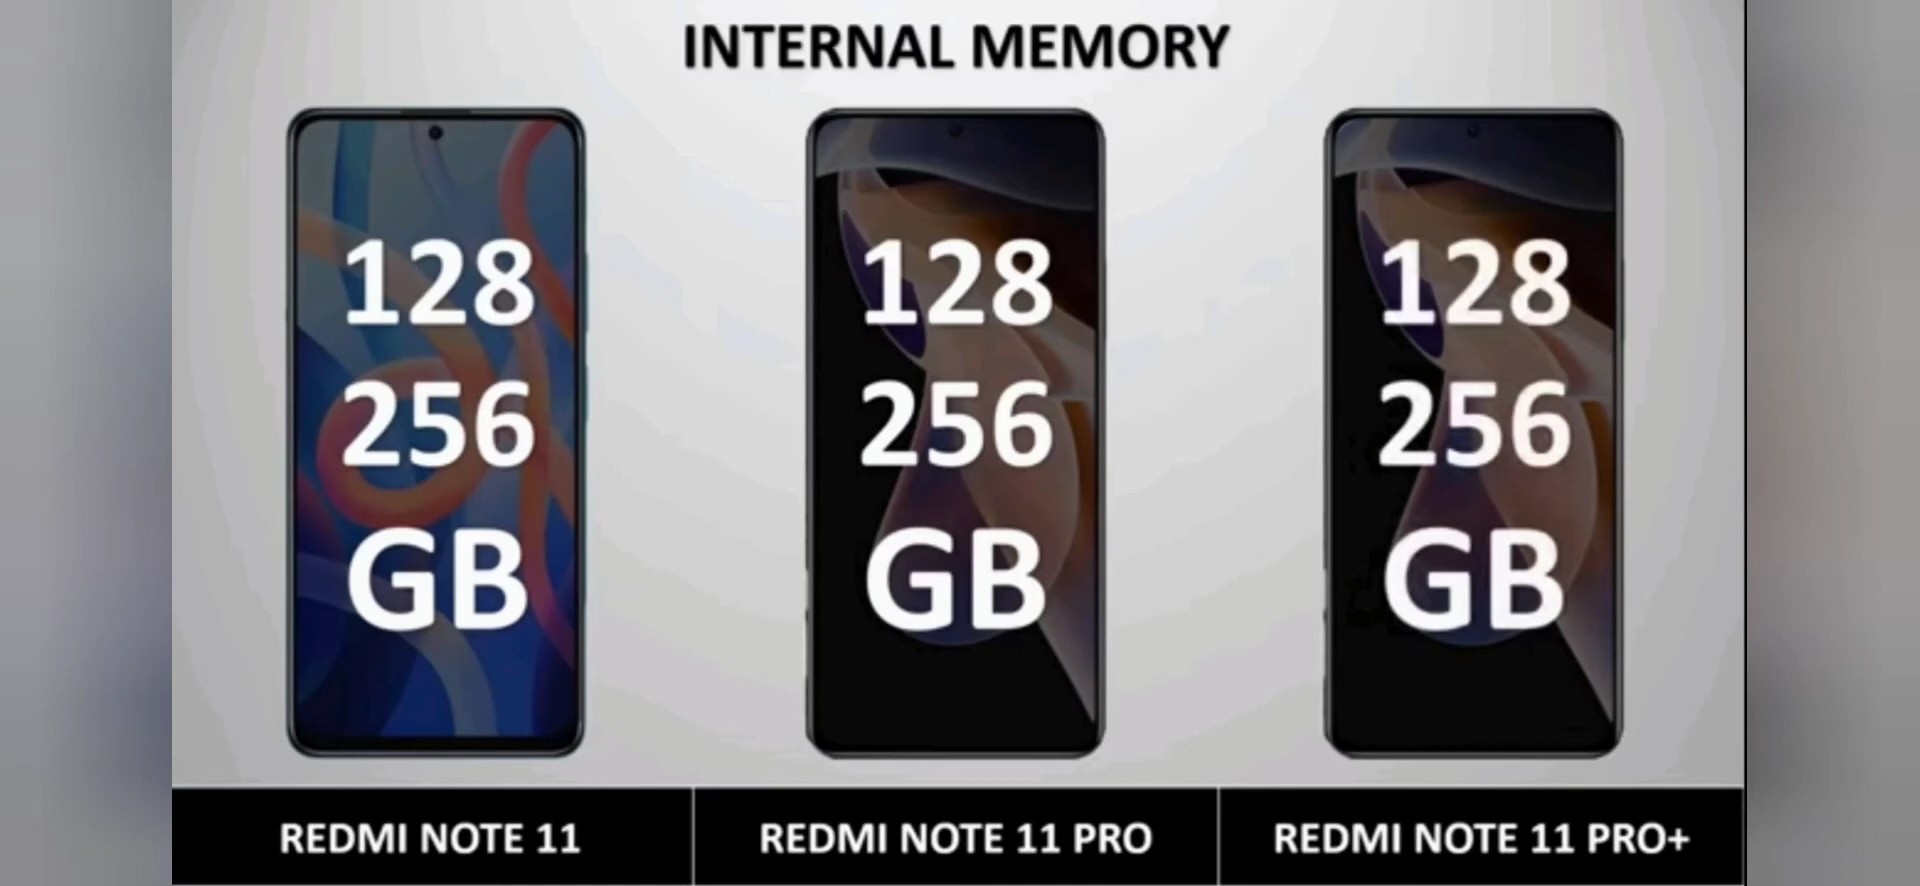 INTERNAL MEMORY
128
256
GB
128
256
GB
128
256
GB
REDMI NOTE 11
REDMI NOTE 11 PRO
REDMI NOTE 11 PRO+